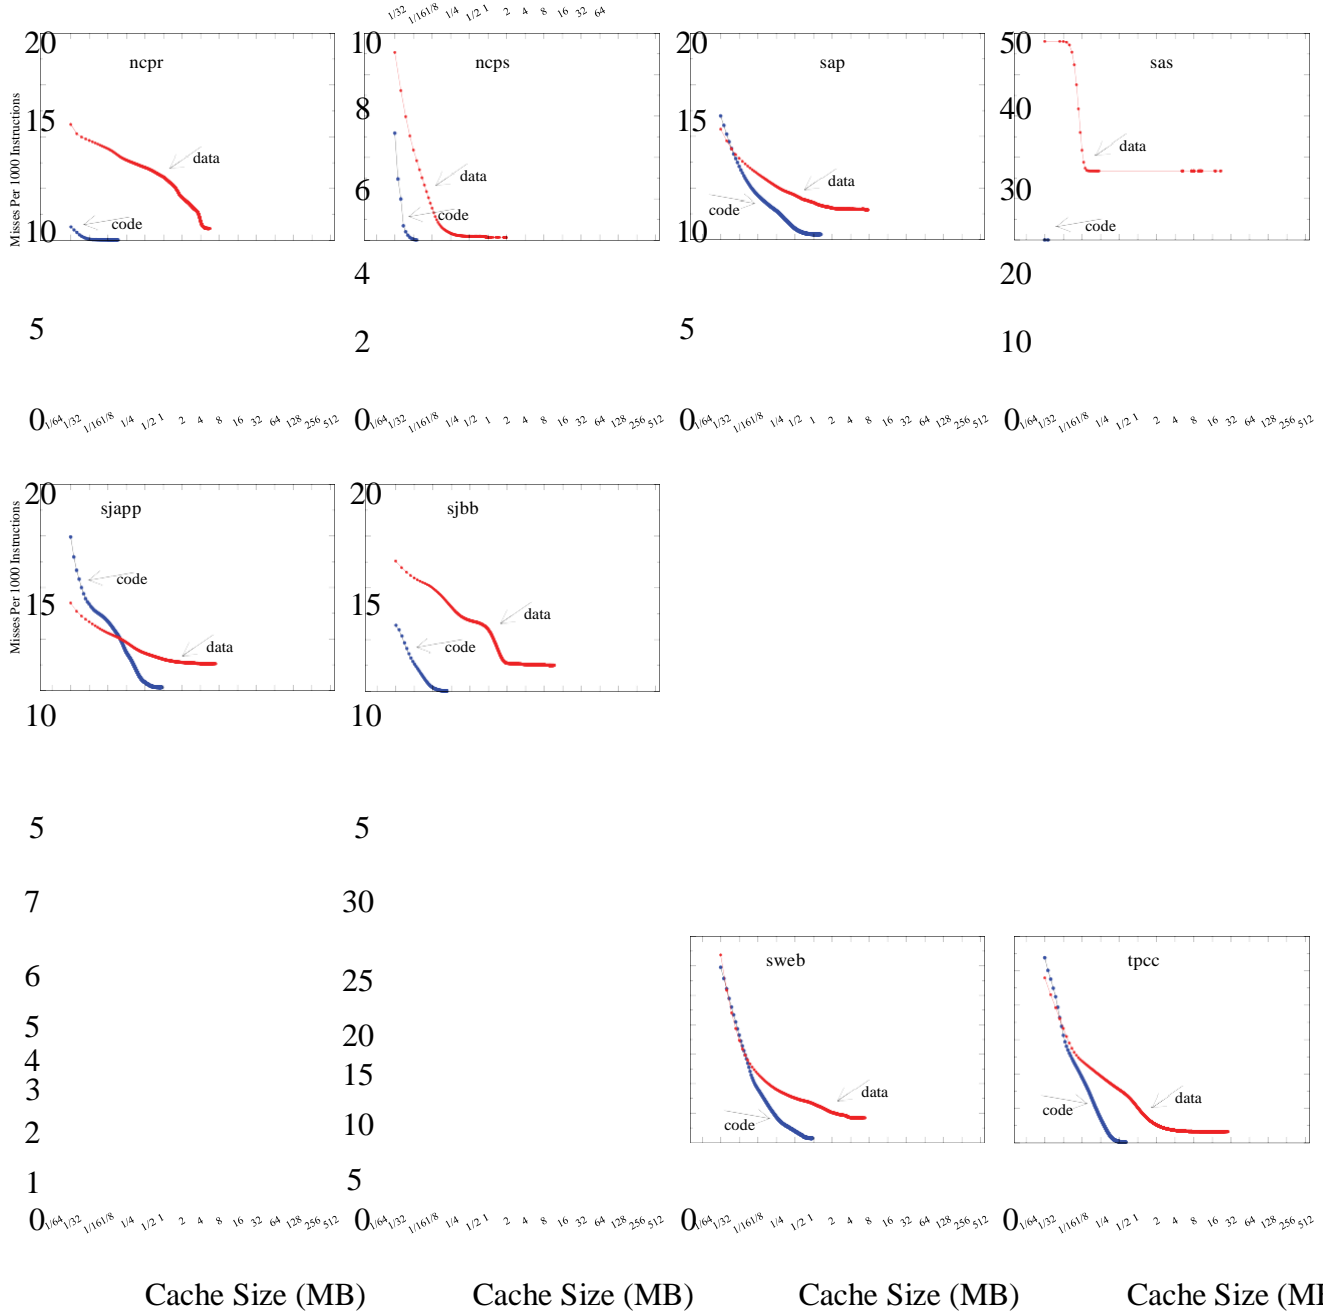 1/32 1/16 1/8 1/4 1/2 1 2 4 8 16 32 64
20 10 20 50
ncpr ncps sap sas
8 40
15 15
Misses Per 1000 Instructions
data data data data
6 30
code code code code
10 10
4 20
5 2 5 10
0 1/64 1/32 1/16 1/8 1/4 1/2 1 2 4 8 16 32 64 128 256 512
0 1/64 1/32 1/16 1/8 1/4 1/2 1 2 4 8 16 32 64 128 256 512
0 1/64 1/32 1/16 1/8 1/4 1/2 1 2 4 8 16 32 64 128 256 512
0 1/64 1/32 1/16 1/8 1/4 1/2 1 2 4 8 16 32 64 128 256 512
20 20
sjapp sjbb
Misses Per 1000 Instructions
code
15 15
data
data code
10 10
5 5
7 30
sweb tpcc
6 25
5 20
4
3 15
data data
code code
2 10
1 5
0 1/64 1/32 1/16 1/8 1/4 1/2 1 2 4 8 16 32 64 128 256 512
0 1/64 1/32 1/16 1/8 1/4 1/2 1 2 4 8 16 32 64 128 256 512
0 1/64 1/32 1/16 1/8 1/4 1/2 1 2 4 8 16 32 64 128 256 512
0 1/64 1/32 1/16 1/8 1/4 1/2 1 2 4 8 16 32 64 128 256 512
Cache Size (MB) Cache Size (MB) Cache Size (MB) Cache Size (M